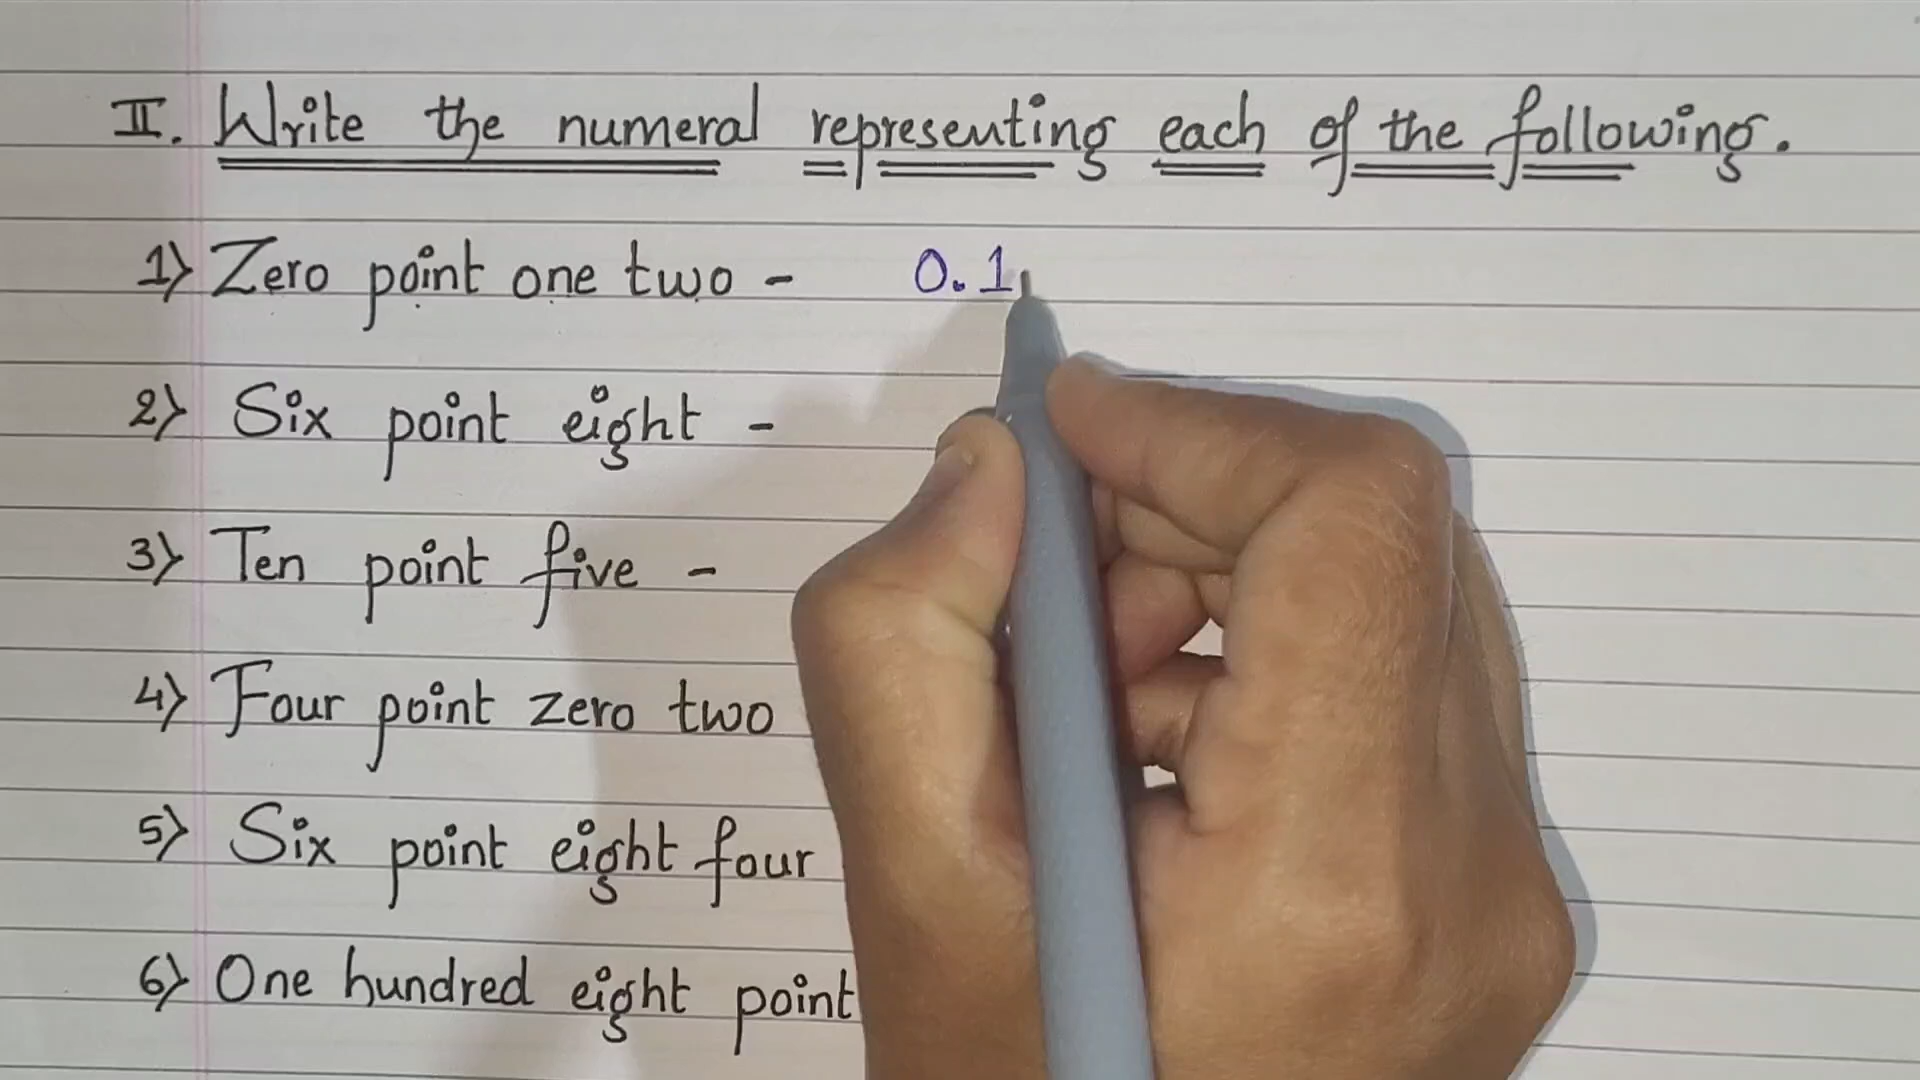 II. Write the numeral representing each of the following.
1) Zero point one two - 0.1
2) Six point eight -
3) Ten point five -
4) Four point zero two
5) Six point eight four
6) One hundred eight point